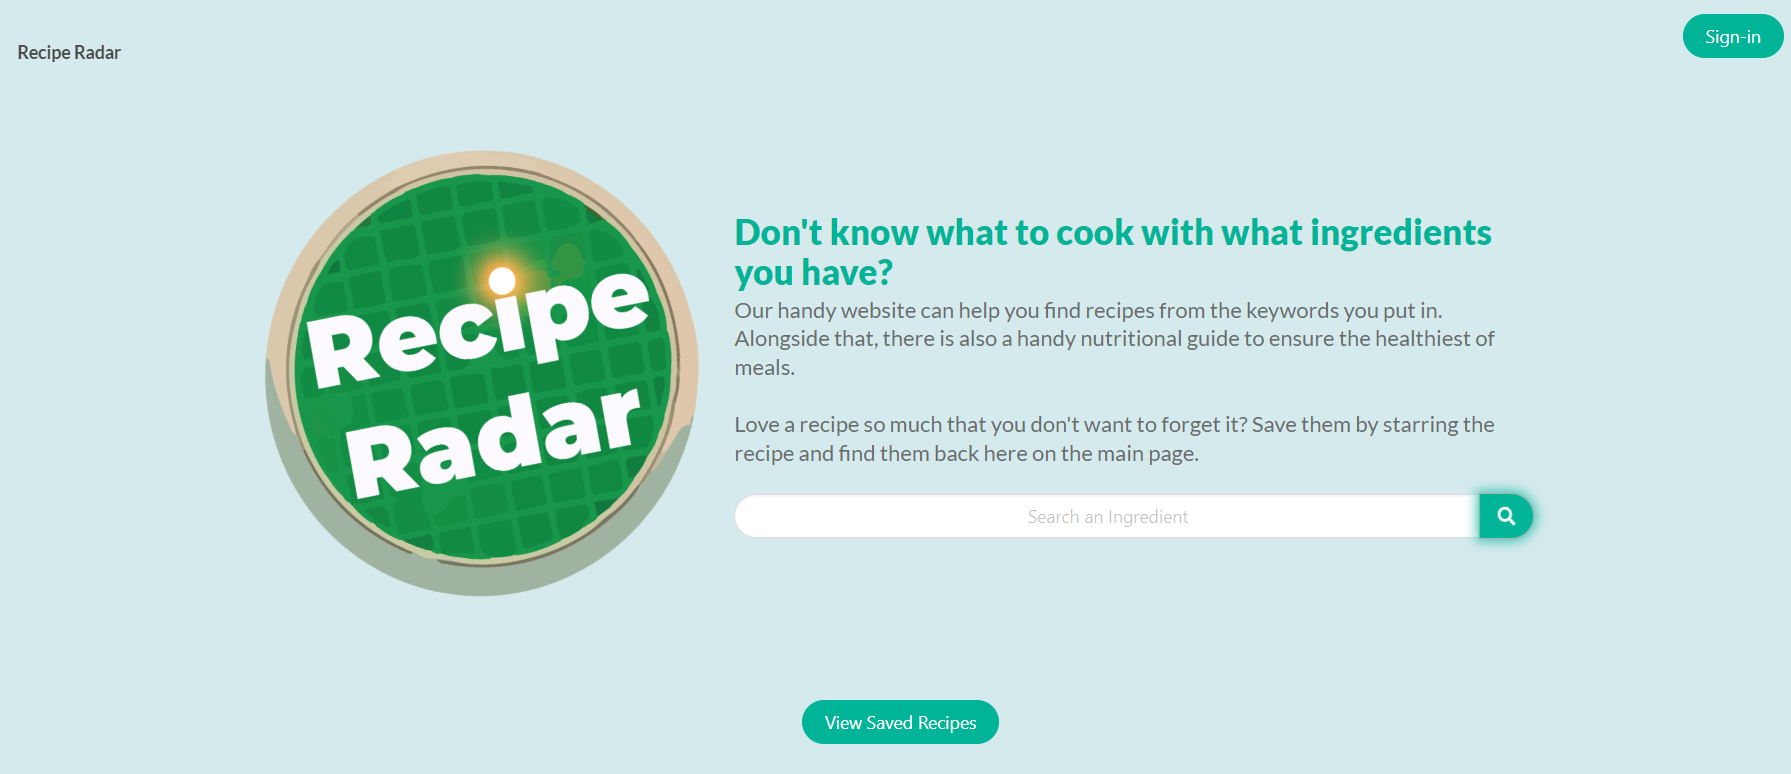 Recipe Radar
Sign-in
Recipe
Radar
Don't know what to cook with what ingredients
you have?
Our handy website can help you find recipes from the keywords you put in.
Alongside that, there is also a handy nutritional guide to ensure the healthiest of
meals.
Love a recipe so much that you don't want to forget it? Save them by starring the
recipe and find them back here on the main page.
Search an Ingredient
View Saved Recipes